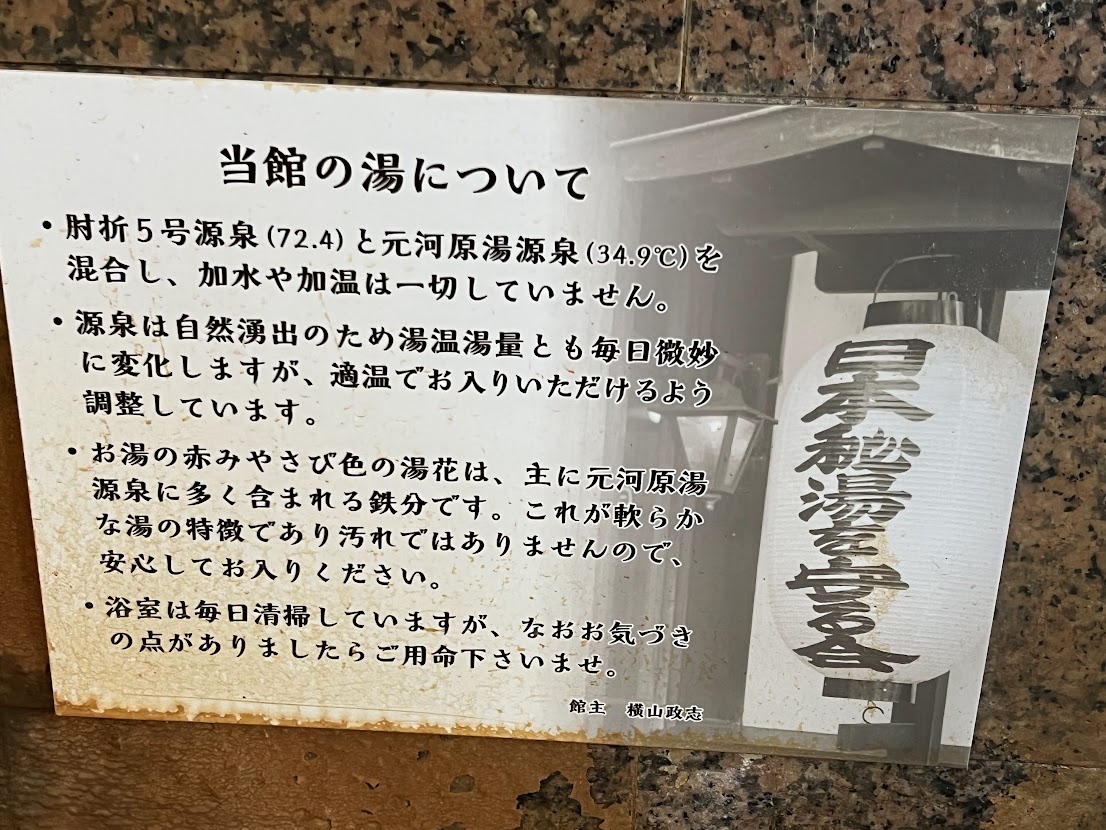 当館の湯について
・肘折5号源泉(72.4)と元河原湯源泉(34.9℃)を
混合し、加水や加温は一切していません。
・源泉は自然湧出のため湯温湯量とも毎日微妙
に変化しますが、適温でお入りいただけるよう
調整しています。
・お湯の赤みやさび色の湯花は、主に元河原湯
源泉に多く含まれる鉄分です。これが軟らか
な湯の特徴であり汚れではありませんので、
安心してお入りください。
・浴室は毎日清掃していますが、なおお気づき
の点がありましたらご用命下さいませ。
館主 横山政志
日本秘湯を守る会